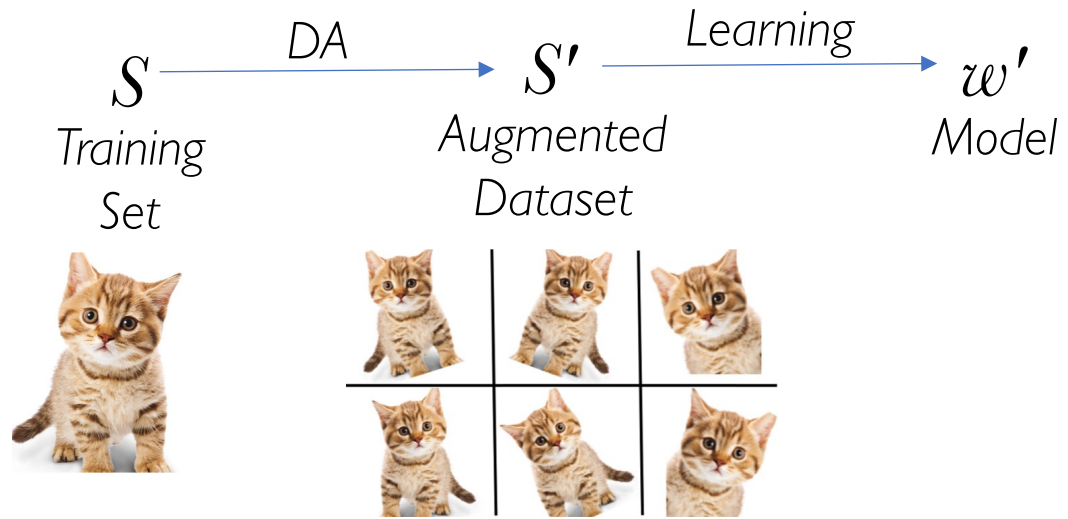 DA
Learning
S
S′
w′
Training
Set
Augmented
Dataset
Model